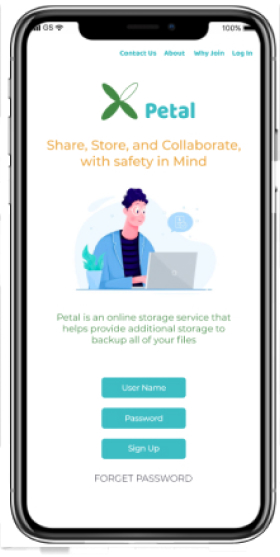 GS 100%
Contact Us About Why Join Log In
Petal
Share, Store, and Collaborate,
with safety in Mind
Petal is an online storage service that
helps provide additional storage to
backup all of your files
User Name
Password
Sign Up
FORGET PASSWORD